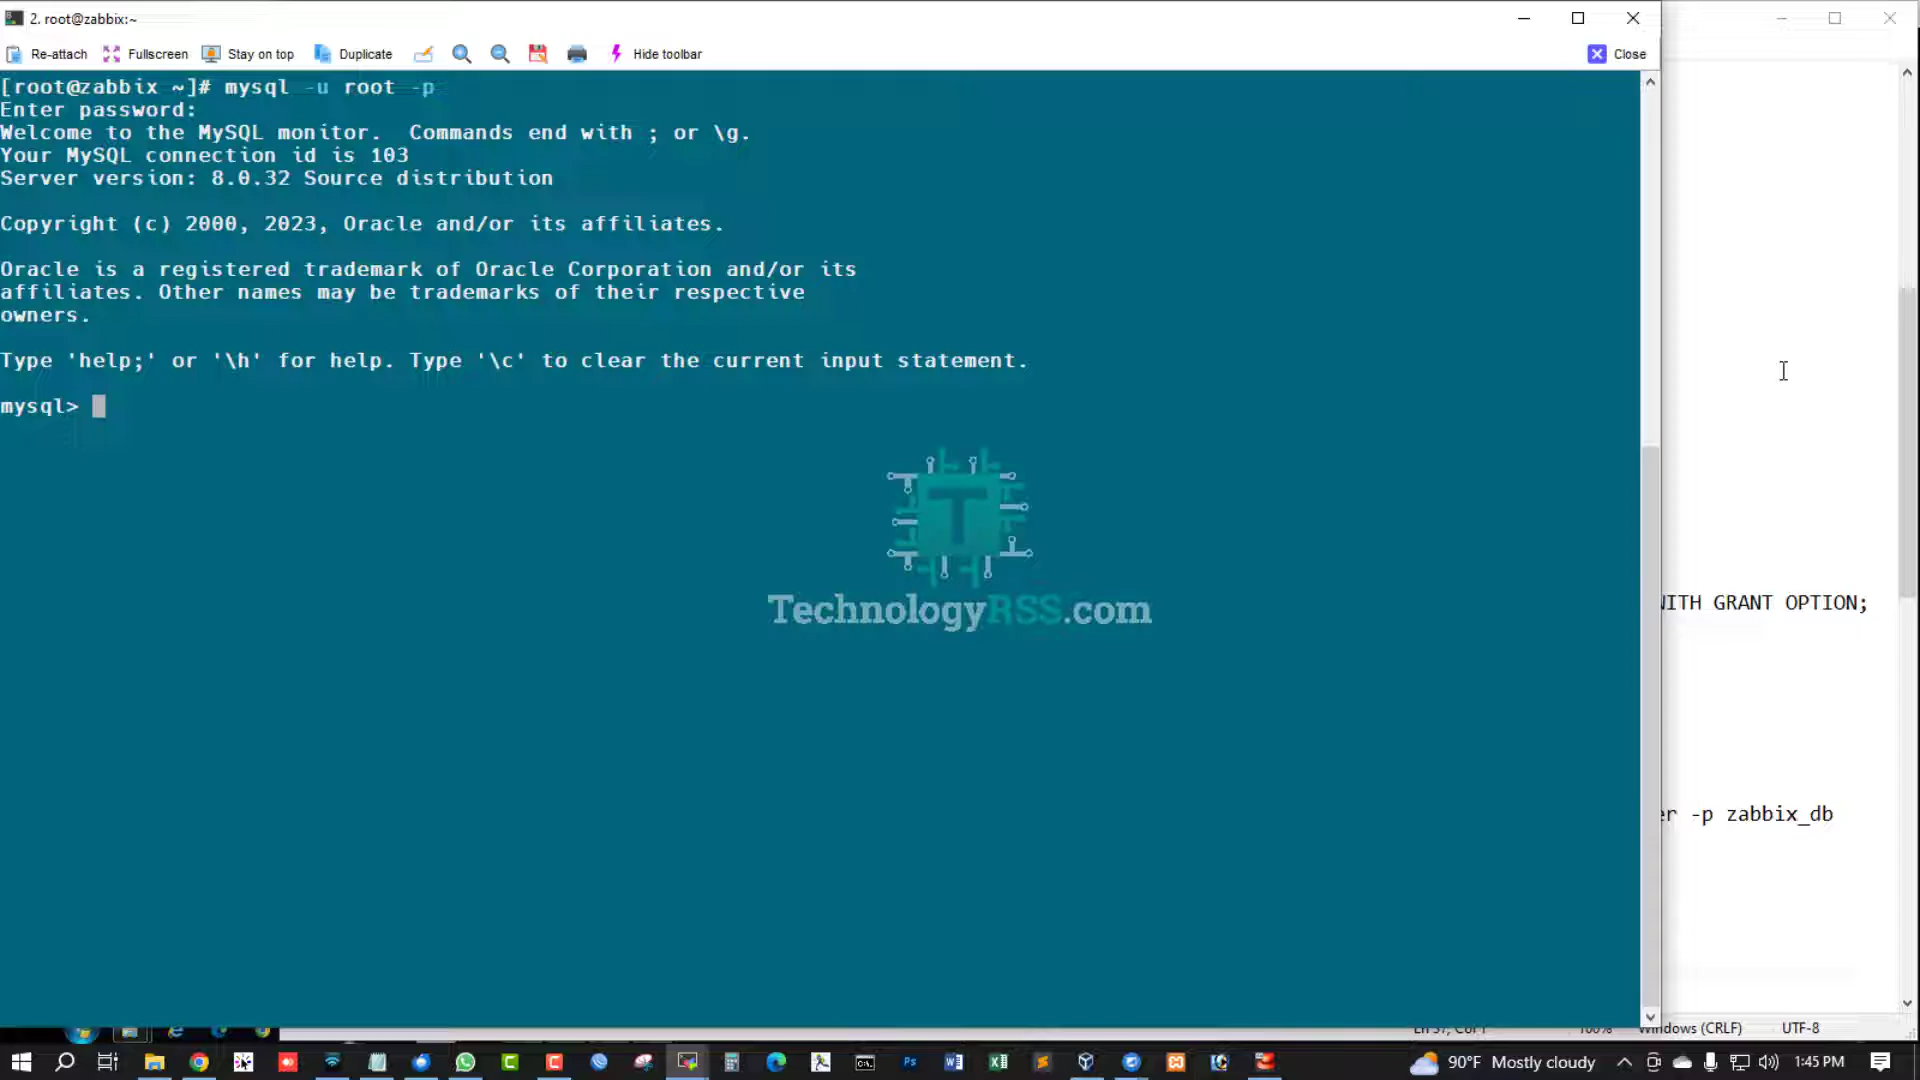 2. root@zabbix:~
Re-attach Fullscreen Stay on top Duplicate Hide toolbar Close
[root@zabbix ~]# mysql -u root -p
Enter password:
Welcome to the MySQL monitor.  Commands end with ; or \g.
Your MySQL connection id is 103
Server version: 8.0.32 Source distribution
Copyright (c) 2000, 2023, Oracle and/or its affiliates.
Oracle is a registered trademark of Oracle Corporation and/or its
affiliates. Other names may be trademarks of their respective
owners.
Type 'help;' or '\h' for help. Type '\c' to clear the current input statement.
mysql>
T
TechnologyRSS.com
WITH GRANT OPTION;
er -p zabbix_db
100% Windows (CRLF) UTF-8
90°F Mostly cloudy 1:45 PM